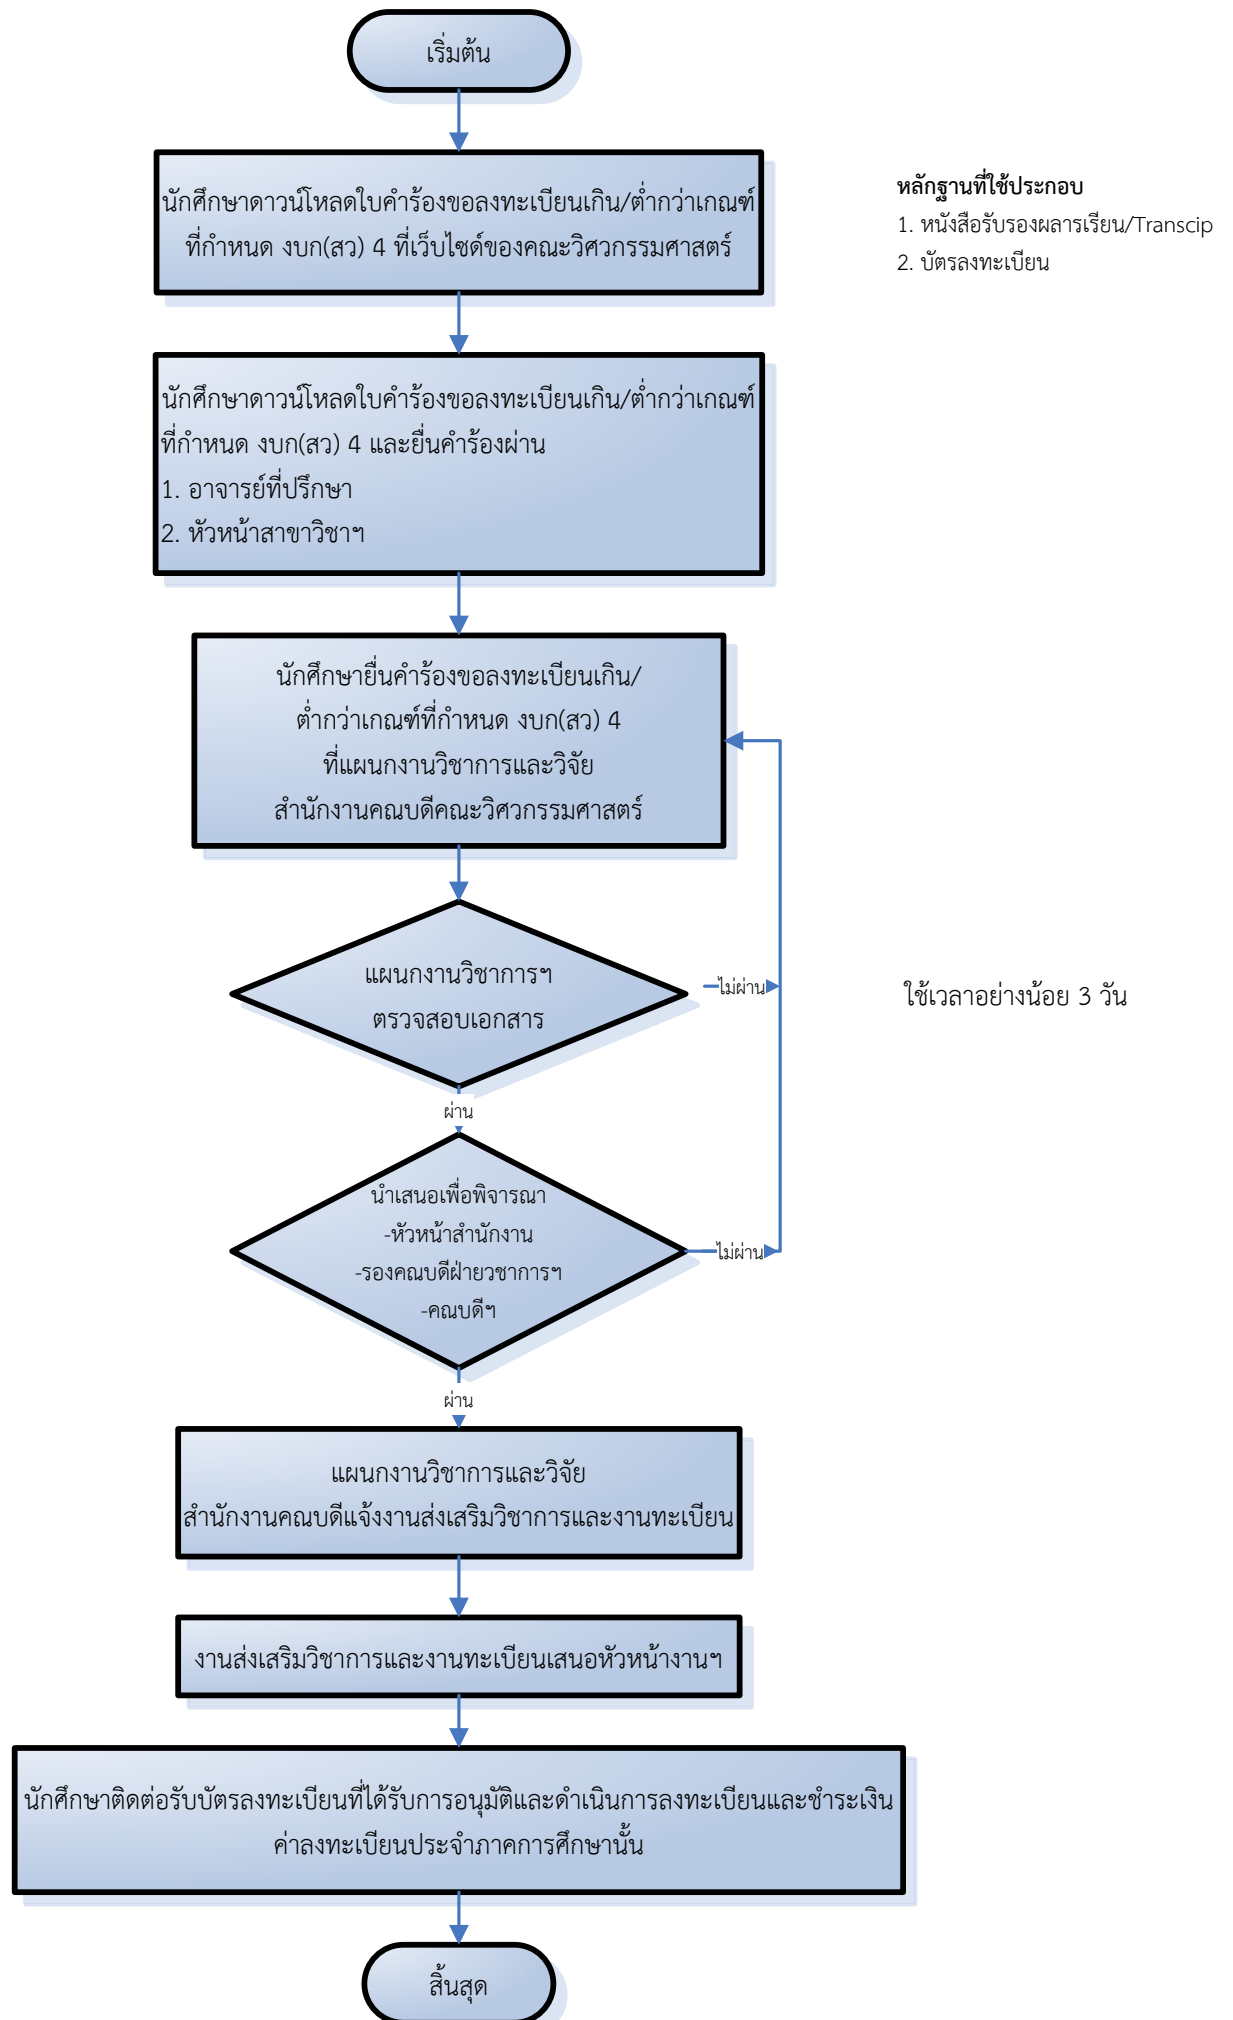 เริ่มต้น
นักศึกษาดาวน์โหลดใบคำร้องขอลงทะเบียนเกิน/ต่ำกว่าเกณฑ์
ที่กำหนด งบก(สว) 4 ที่เว็บไซด์ของคณะวิศวกรรมศาสตร์
หลักฐานที่ใช้ประกอบ
1. หนังสือรับรองผลารเรียน/Transcip
2. บัตรลงทะเบียน
นักศึกษาดาวน์โหลดใบคำร้องขอลงทะเบียนเกิน/ต่ำกว่าเกณฑ์
ที่กำหนด งบก(สว) 4 และยื่นคำร้องผ่าน
1. อาจารย์ที่ปรึกษา
2. หัวหน้าสาขาวิชาฯ
นักศึกษายื่นคำร้องขอลงทะเบียนเกิน/
ต่ำกว่าเกณฑ์ที่กำหนด งบก(สว) 4
ที่แผนกงานวิชาการและวิจัย
สำนักงานคณบดีคณะวิศวกรรมศาสตร์
แผนกงานวิชาการฯ
ตรวจสอบเอกสาร
ไม่ผ่าน
ใช้เวลาอย่างน้อย 3 วัน
ผ่าน
นำเสนอเพื่อพิจารณา
-หัวหน้าสำนักงาน
-รองคณบดีฝ่ายวชาการฯ
-คณบดีฯ
ไม่ผ่าน
ผ่าน
แผนกงานวิชาการและวิจัย
สำนักงานคณบดีแจ้งงานส่งเสริมวิชาการและงานทะเบียน
งานส่งเสริมวิชาการและงานทะเบียนเสนอหัวหน้างานฯ
นักศึกษาติดต่อรับบัตรลงทะเบียนที่ได้รับการอนุมัติและดำเนินการลงทะเบียนและชำระเงิน
ค่าลงทะเบียนประจำภาคการศึกษานั้น
สิ้นสุด